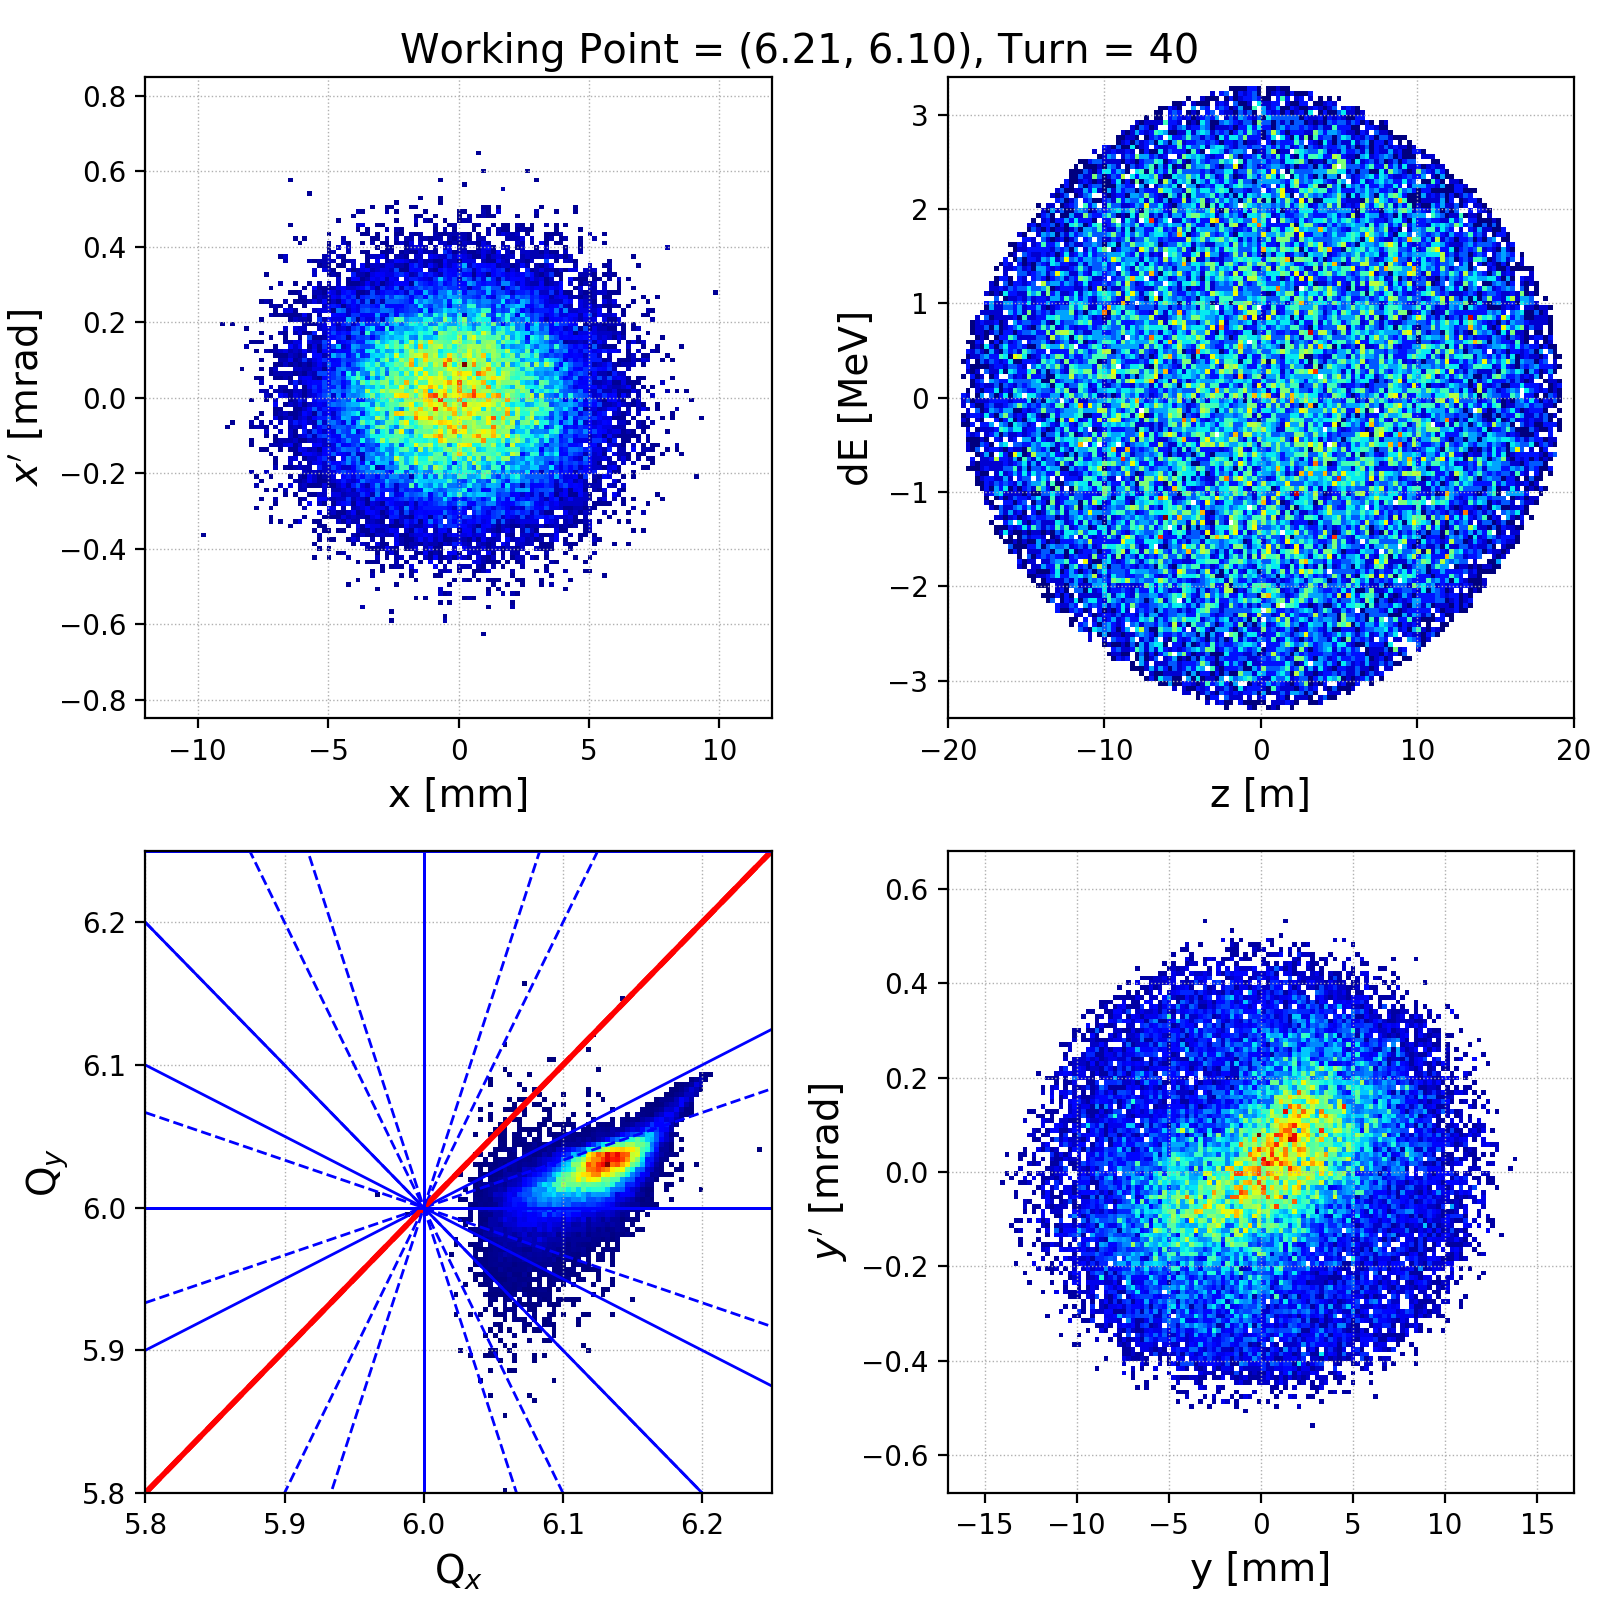 Working Point = (6.21, 6.10), Turn = 40
0.8
0.6
0.4
0.2
0.0
−0.2
−0.4
−0.6
−0.8
x′ [mrad]
−10 −5 0 5 10
x [mm]
3
2
1
0
−1
−2
−3
dE [MeV]
−20 −10 0 10 20
z [m]
6.2
6.1
6.0
5.9
5.8
Qy
5.8 5.9 6.0 6.1 6.2
Qx
0.6
0.4
0.2
0.0
−0.2
−0.4
−0.6
y′ [mrad]
−15 −10 −5 0 5 10 15
y [mm]